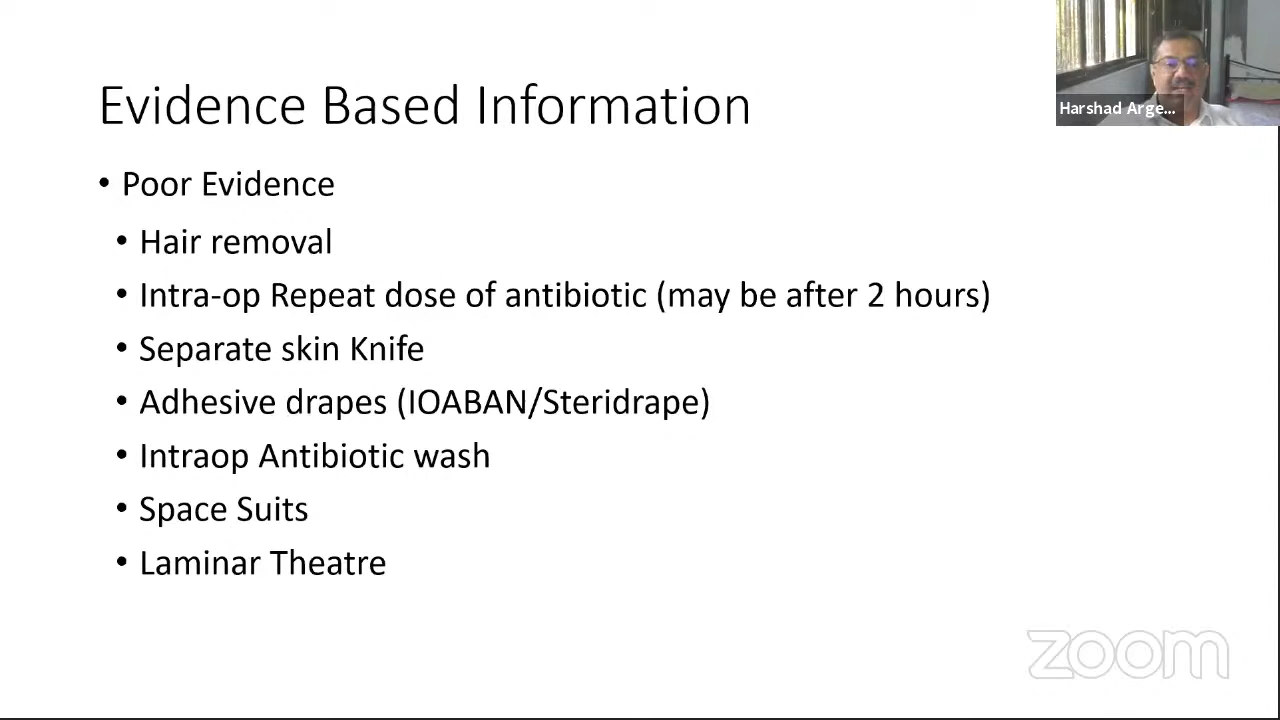 Evidence Based Information
• Poor Evidence
• Hair removal
• Intra-op Repeat dose of antibiotic (may be after 2 hours)
• Separate skin Knife
• Adhesive drapes (IOABAN/Steridrape)
• Intraop Antibiotic wash
• Space Suits
• Laminar Theatre
Harshad Arge...
zoom